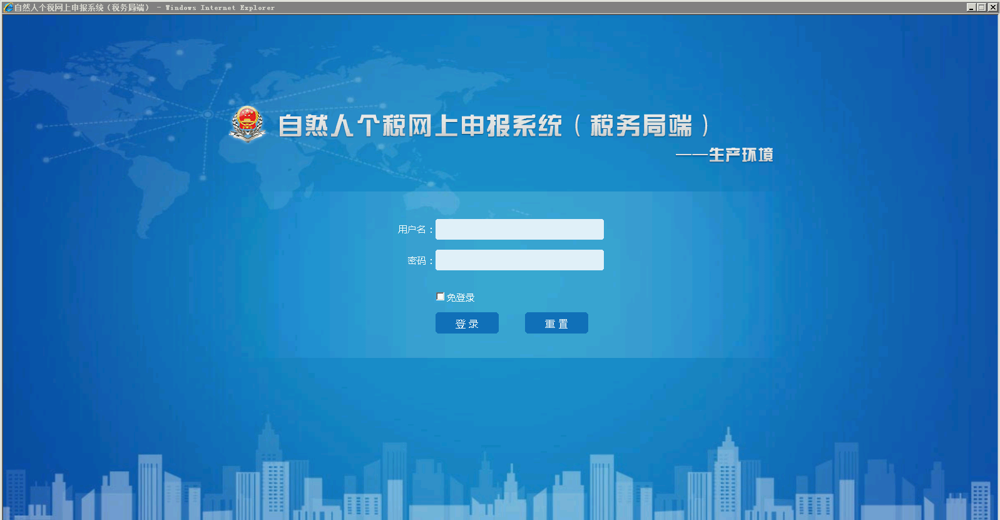 自然人个税网上申报系统（税务局端） - Windows Internet Explorer
自然人个税网上申报系统（税务局端）
——生产环境
用户名：
密码：
免登录
登 录 重 置